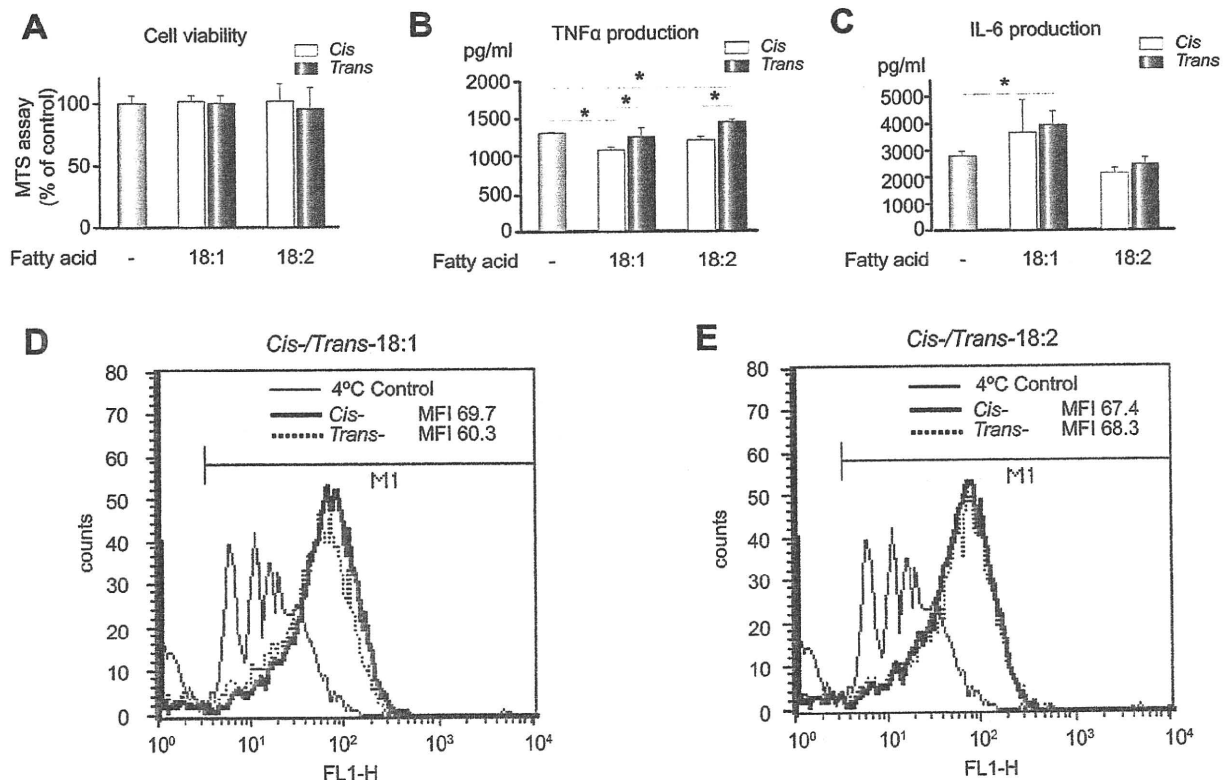 A
Cell viability
Cis
Trans
MTS assay
(% of control)
100
50
0
Fatty acid - 18:1 18:2
B
TNFα production
pg/ml
Cis
Trans
2000
1500
1000
500
0
* * * *
Fatty acid - 18:1 18:2
C
IL-6 production
pg/ml
Cis
Trans
5000
4000
3000
2000
1000
0
*
Fatty acid - 18:1 18:2
D
Cis-/Trans-18:1
4ºC Control
Cis- MFI 69.7
Trans- MFI 60.3
M1
counts
80
70
60
50
40
30
20
10
0
10⁰ 10¹ 10² 10³ 10⁴
FL1-H
E
Cis-/Trans-18:2
4ºC Control
Cis- MFI 67.4
Trans- MFI 68.3
M1
counts
80
70
60
50
40
30
20
10
0
10⁰ 10¹ 10² 10³ 10⁴
FL1-H